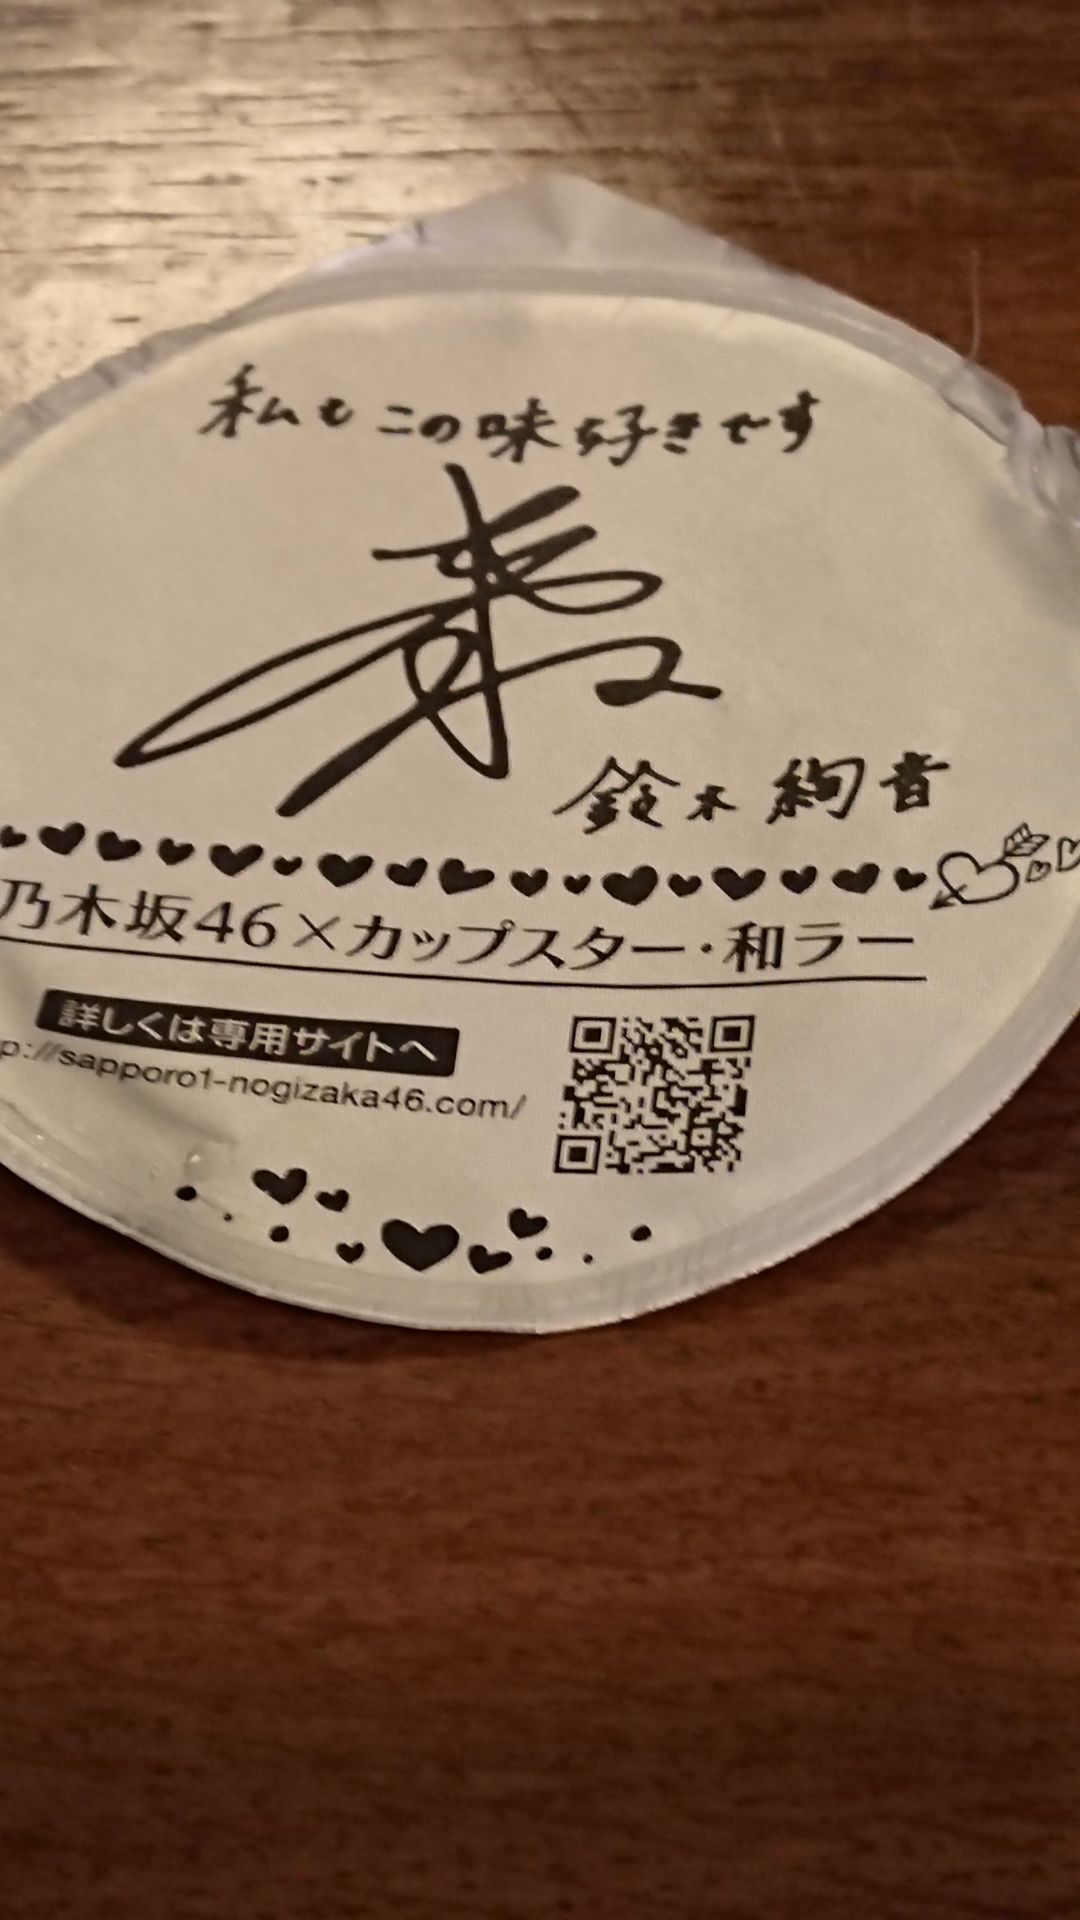 私もこの味好きです
鈴木絢音
乃木坂46×カップスター・和ラー
詳しくは専用サイトへ
p://sapporo1-nogizaka46.com/